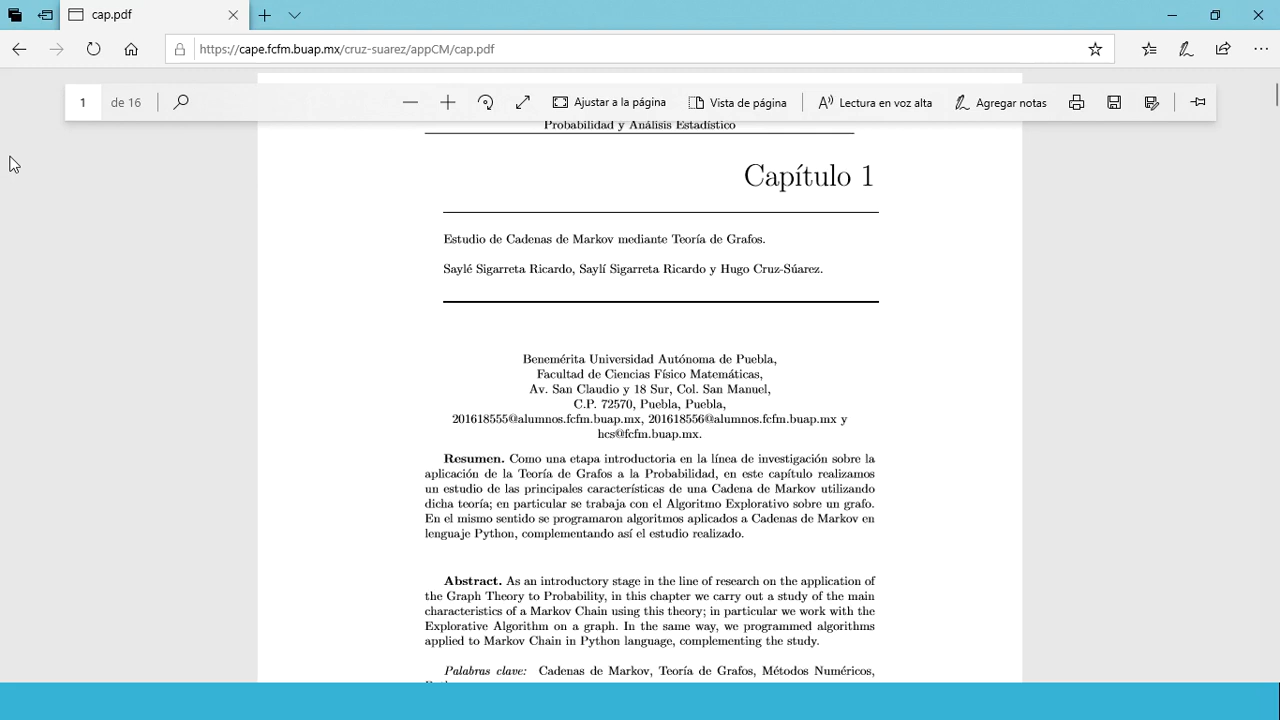 cap.pdf
https://cape.fcfm.buap.mx/cruz-suarez/appCM/cap.pdf
1 de 16 Ajustar a la página Vista de página Lectura en voz alta Agregar notas
Probabilidad y Análisis Estadístico
Capítulo 1
Estudio de Cadenas de Markov mediante Teoría de Grafos.
Saylé Sigarreta Ricardo, Saylí Sigarreta Ricardo y Hugo Cruz-Súarez.
Benemérita Universidad Autónoma de Puebla,
Facultad de Ciencias Físico Matemáticas,
Av. San Claudio y 18 Sur, Col. San Manuel,
C.P. 72570, Puebla, Puebla,
201618555@alumnos.fcfm.buap.mx, 201618556@alumnos.fcfm.buap.mx y
hcs@fcfm.buap.mx.
Resumen. Como una etapa introductoria en la línea de investigación sobre la
aplicación de la Teoría de Grafos a la Probabilidad, en este capítulo realizamos
un estudio de las principales características de una Cadena de Markov utilizando
dicha teoría; en particular se trabaja con el Algoritmo Explorativo sobre un grafo.
En el mismo sentido se programaron algoritmos aplicados a Cadenas de Markov en
lenguaje Python, complementando así el estudio realizado.
Abstract. As an introductory stage in the line of research on the application of
the Graph Theory to Probability, in this chapter we carry out a study of the main
characteristics of a Markov Chain using this theory; in particular we work with the
Explorative Algorithm on a graph. In the same way, we programmed algorithms
applied to Markov Chain in Python language, complementing the study.
Palabras clave: Cadenas de Markov, Teoría de Grafos, Métodos Numéricos,